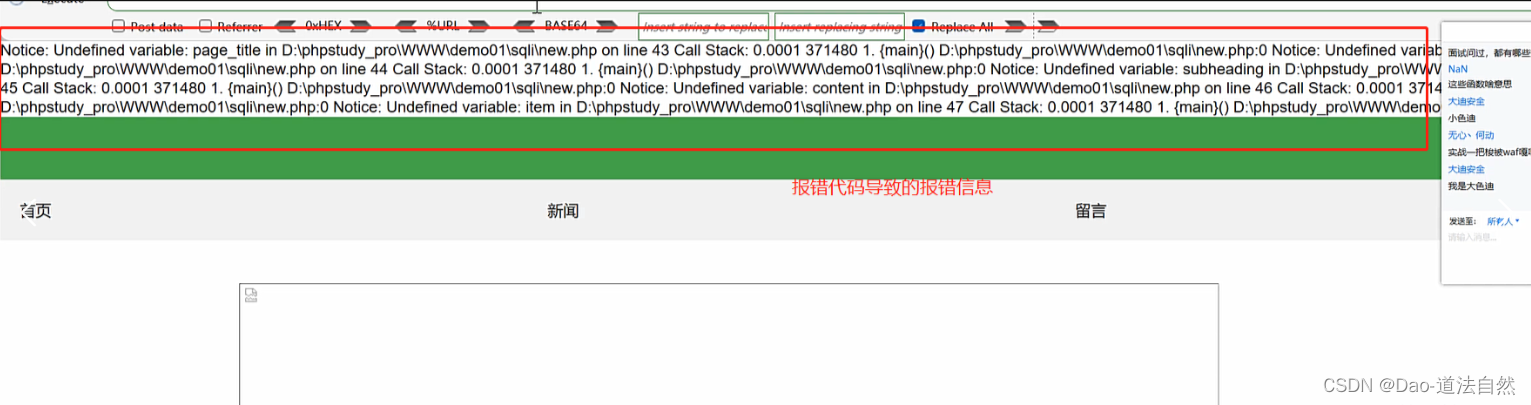 Post data Referrer 0xHEX %URL BASE64 Insert string to replace Insert replacing string Replace All
Notice: Undefined variable: page_title in D:\phpstudy_pro\WWW\demo01\sqli\new.php on line 43 Call Stack: 0.0001 371480 1. {main}() D:\phpstudy_pro\WWW\demo01\sqli\new.php:0 Notice: Undefined
D:\phpstudy_pro\WWW\demo01\sqli\new.php on line 44 Call Stack: 0.0001 371480 1. {main}() D:\phpstudy_pro\WWW\demo01\sqli\new.php:0 Notice: Undefined variable: subheading in D:\phpstudy_pro\WWW
45 Call Stack: 0.0001 371480 1. {main}() D:\phpstudy_pro\WWW\demo01\sqli\new.php:0 Notice: Undefined variable: content in D:\phpstudy_pro\WWW\demo01\sqli\new.php on line 46 Call Stack: 0.0001
D:\phpstudy_pro\WWW\demo01\sqli\new.php:0 Notice: Undefined variable: item in D:\phpstudy_pro\WWW\demo01\sqli\new.php on line 47 Call Stack: 0.0001 371480 1. {main}() D:\phpstudy_pro\WWW\demo
报错代码导致的报错信息
首页 新闻 留言
面试问过，都有哪些
NaN
这些函数啥意思
大迪安全
小色迪
无心丶何动
实战一把梭被waf嘎
大迪安全
我是大色迪
发送至： 所有人
请输入消息...
CSDN @Dao-道法自然